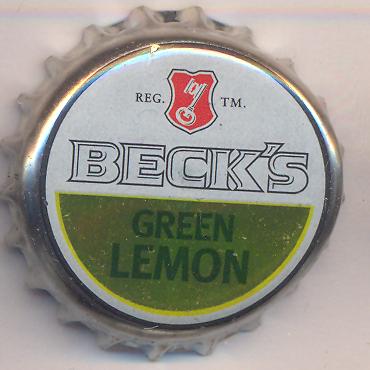 REG. TM.
BECK'S
GREEN
LEMON